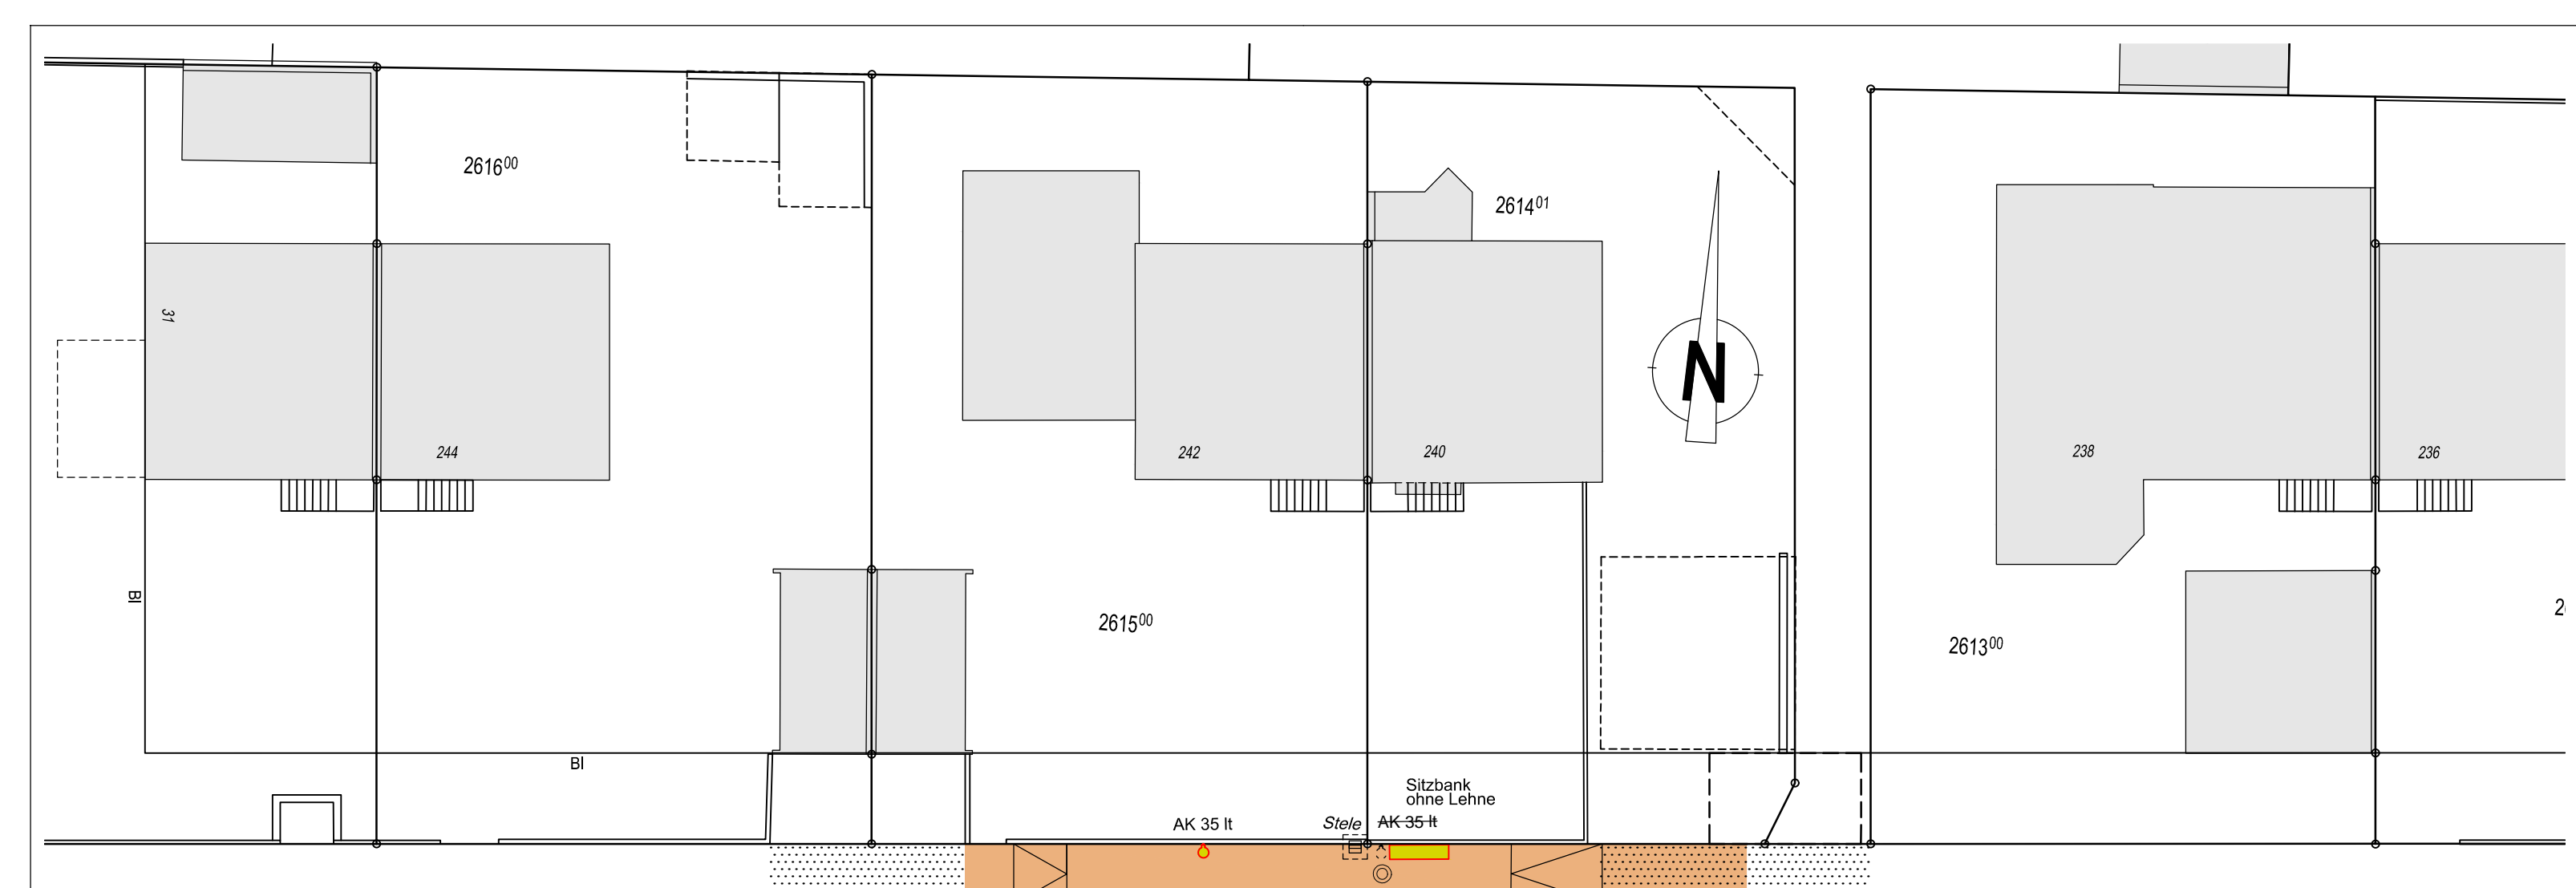 2616⁰⁰
2614⁰¹
31
N
244
242
240
238
236
Bl
2615⁰⁰
2613⁰⁰
Bl
Sitzbank
ohne Lehne
AK 35 lt
Stele
AK 35 lt